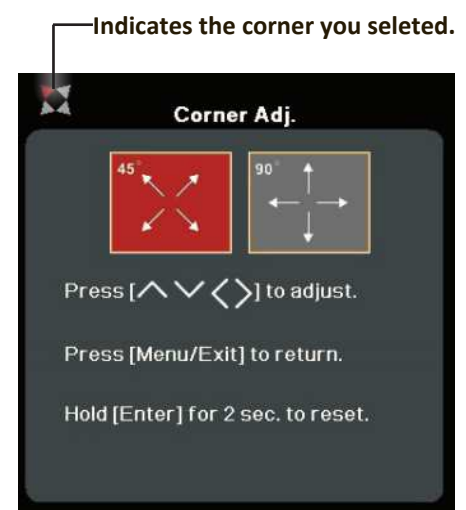 Indicates the corner you seleted.
Corner Adj.
45° 90°
Press [︿﹀〈〉] to adjust.
Press [Menu/Exit] to return.
Hold [Enter] for 2 sec. to reset.